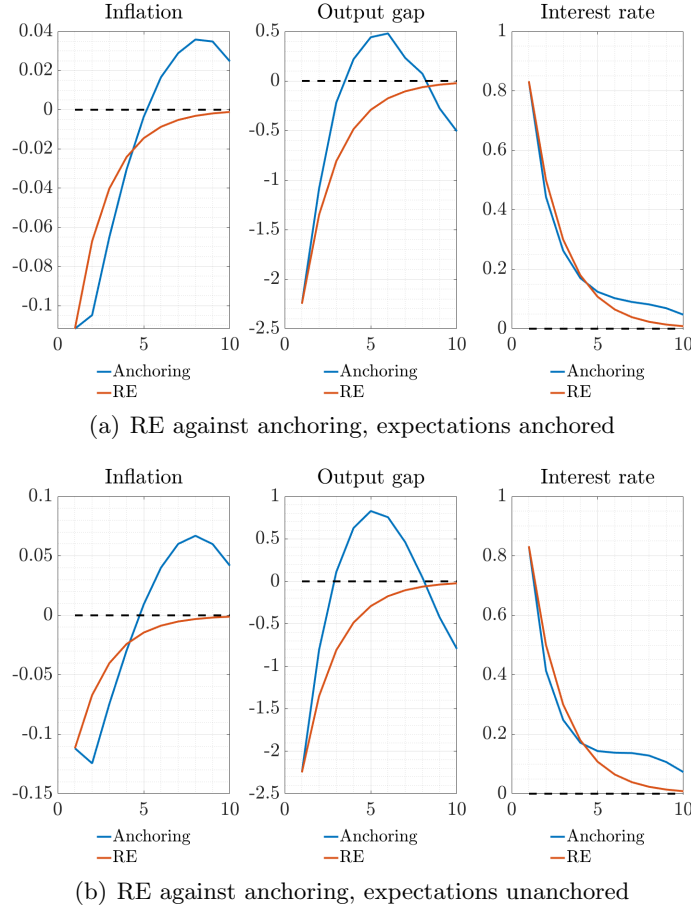 Inflation Output gap Interest rate
0.04 0.5 1
0.02 0 0.8
0 -0.5 0.6
-0.02 -1 0.4
-0.04 -1.5 0.2
-0.06 -2 0
-0.08 -2.5
-0.1
0 5 10 0 5 10 0 5 10
Anchoring Anchoring Anchoring
RE RE RE
(a) RE against anchoring, expectations anchored
Inflation Output gap Interest rate
0.1 1 1
0.05 0.5 0.8
0 0 0.6
-0.05 -0.5 0.4
-0.1 -1 0.2
-0.15 -1.5 0
-2
-2.5
0 5 10 0 5 10 0 5 10
Anchoring Anchoring Anchoring
RE RE RE
(b) RE against anchoring, expectations unanchored